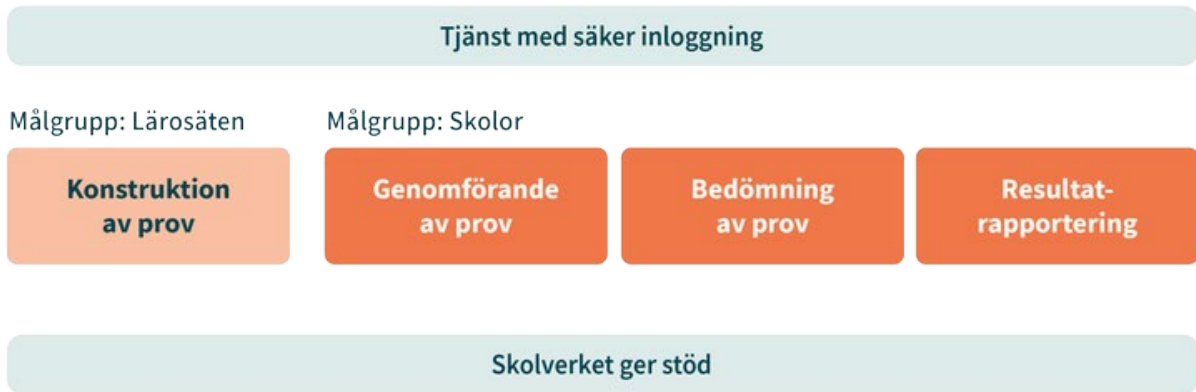 Tjänst med säker inloggning
Målgrupp: Lärosäten
Målgrupp: Skolor
Konstruktion
av prov
Genomförande
av prov
Bedömning
av prov
Resultat-
rapportering
Skolverket ger stöd